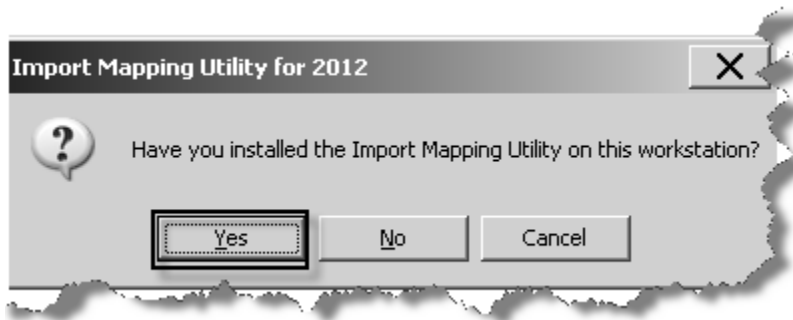 Import Mapping Utility for 2012
Have you installed the Import Mapping Utility on this workstation?
Yes
No
Cancel